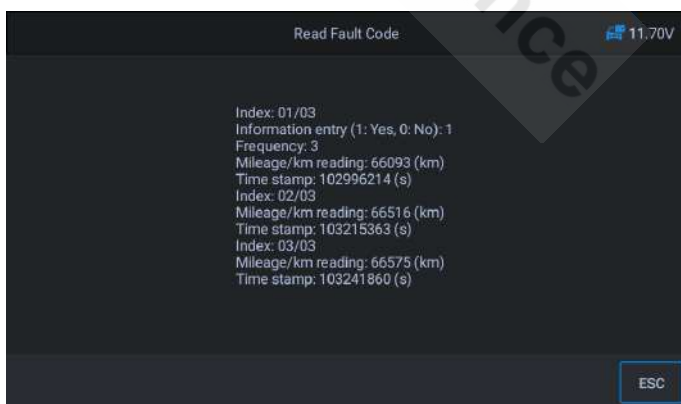 Read Fault Code
11.70V
Index: 01/03
Information entry (1: Yes, 0: No): 1
Frequency: 3
Mileage/km reading: 66093 (km)
Time stamp: 102996214 (s)
Index: 02/03
Mileage/km reading: 66516 (km)
Time stamp: 103215363 (s)
Index: 03/03
Mileage/km reading: 66575 (km)
Time stamp: 103241860 (s)
ESC